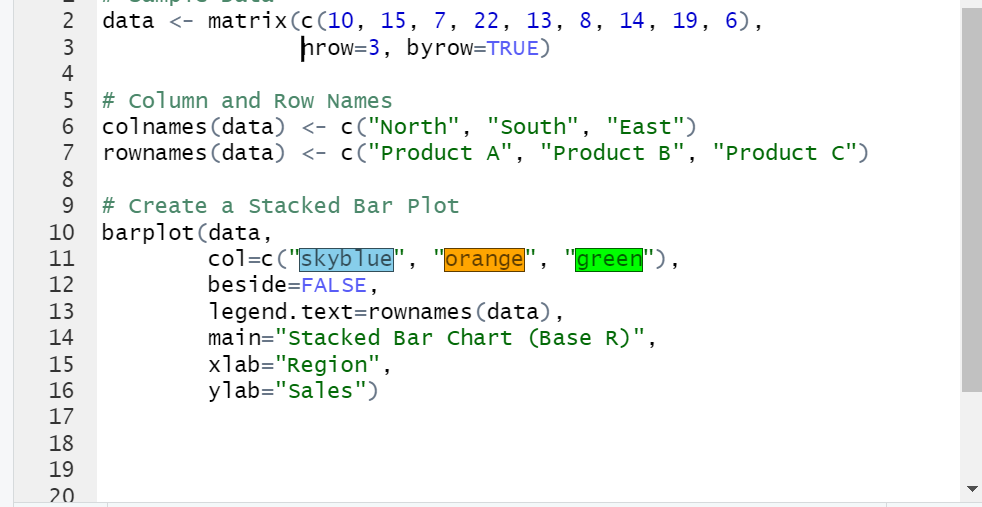 1 # Sample Data
2 data <- matrix(c(10, 15, 7, 22, 13, 8, 14, 19, 6),
3 nrow=3, byrow=TRUE)
4
5 # Column and Row Names
6 colnames(data) <- c("North", "South", "East")
7 rownames(data) <- c("Product A", "Product B", "Product C")
8
9 # Create a Stacked Bar Plot
10 barplot(data,
11 col=c("skyblue", "orange", "green"),
12 beside=FALSE,
13 legend.text=rownames(data),
14 main="Stacked Bar Chart (Base R)",
15 xlab="Region",
16 ylab="Sales")
17
18
19
20